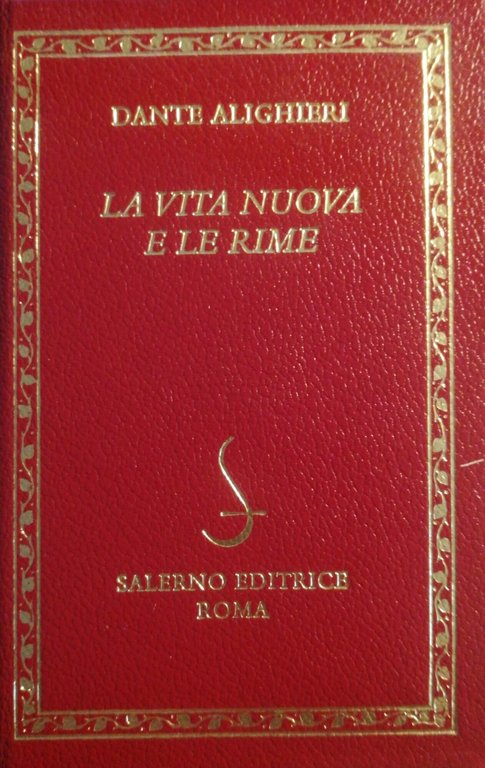 DANTE ALIGHIERI
LA VITA NUOVA
E LE RIME
SALERNO EDITRICE
ROMA